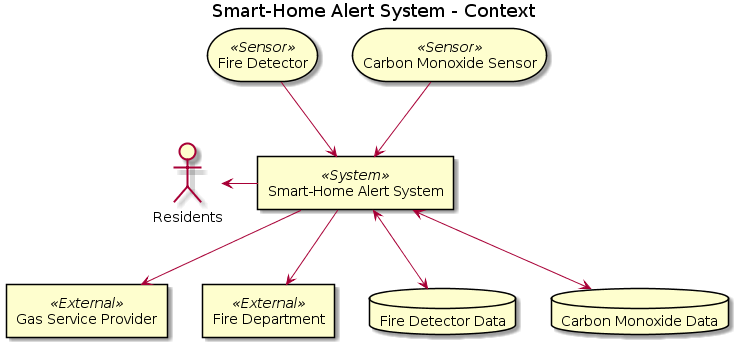 Smart-Home Alert System - Context
«Sensor»
Fire Detector
«Sensor»
Carbon Monoxide Sensor
«System»
Smart-Home Alert System
Residents
«External»
Gas Service Provider
«External»
Fire Department
Fire Detector Data
Carbon Monoxide Data